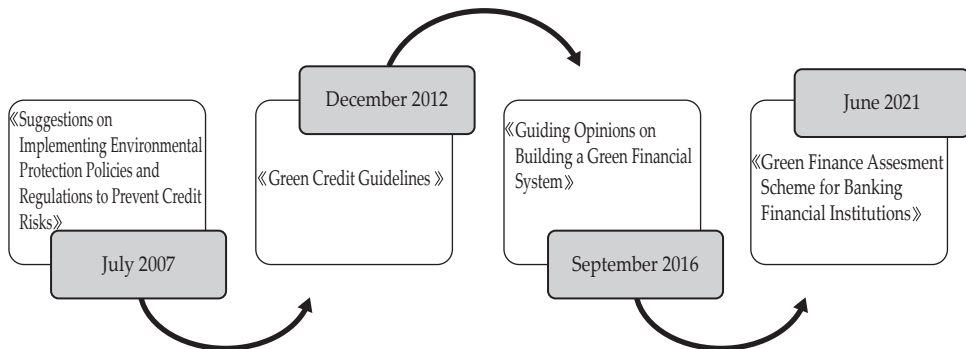 《Suggestions on
Implementing Environmental
Protection Policies and
Regulations to Prevent Credit
Risks》
July 2007
December 2012
《Green Credit Guidelines 》
《Guiding Opinions on
Building a Green Financial
System》
September 2016
June 2021
《Green Finance Assesment
Scheme for Banking
Financial Institutions》